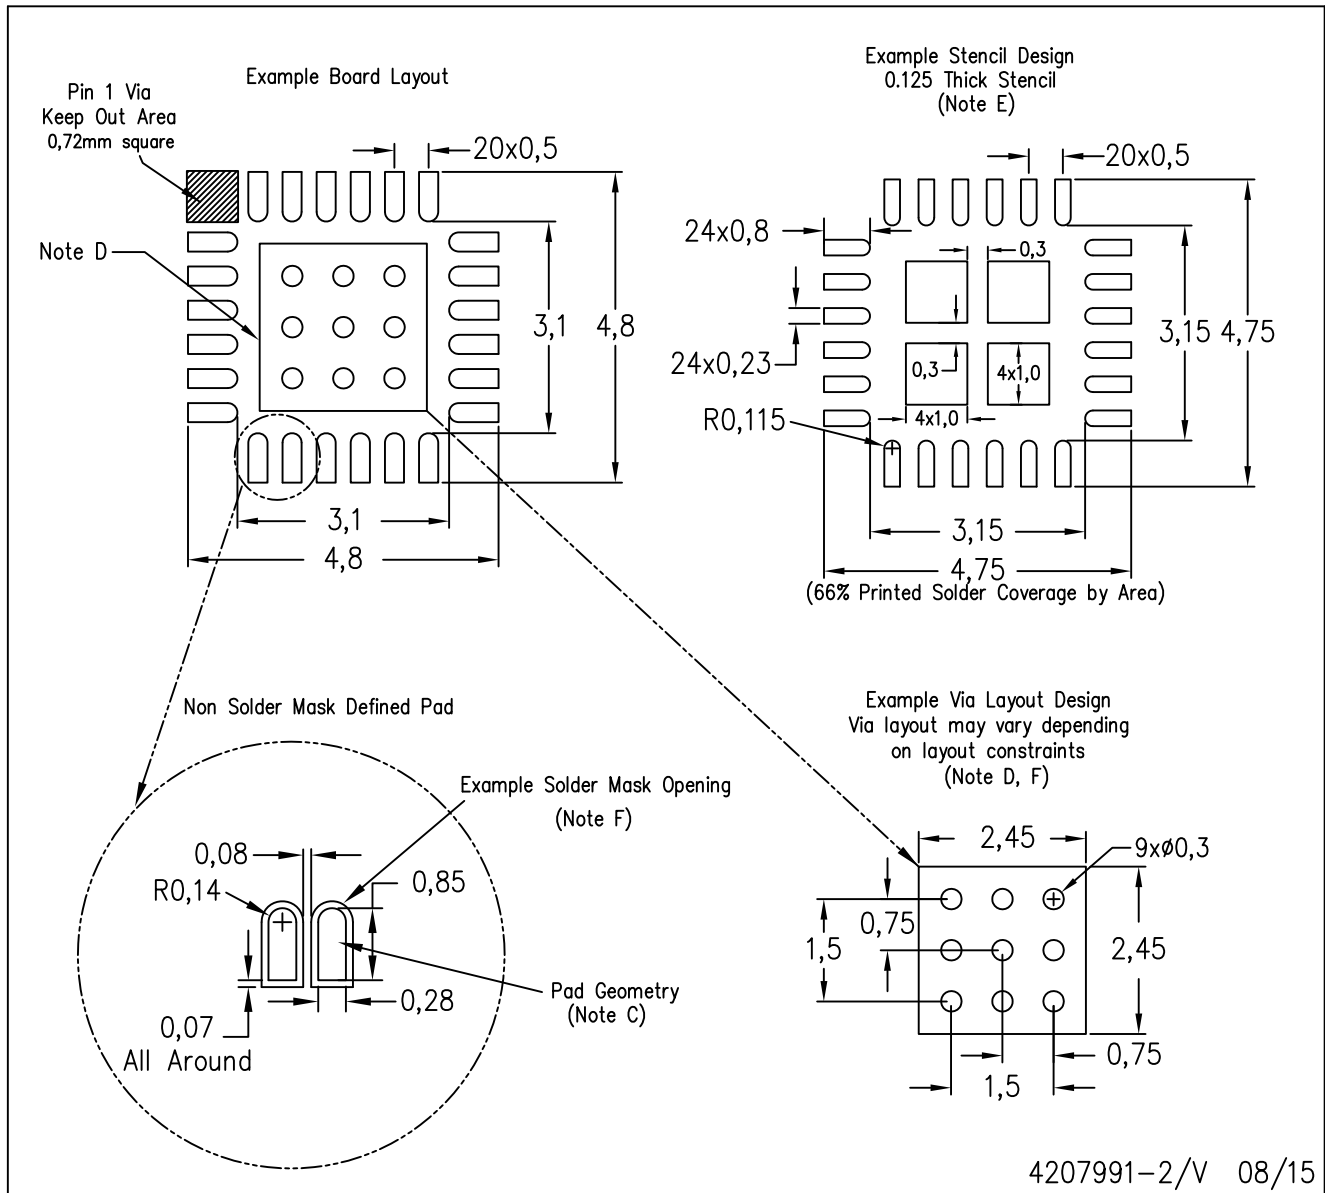 Example Board Layout
Pin 1 Via
Keep Out Area
0,72mm square
20x0,5
Note D
3,1
4,8
3,1
4,8
Example Stencil Design
0.125 Thick Stencil
(Note E)
20x0,5
24x0,8
0,3
3,15
4,75
24x0,23
0,3
4x1,0
4x1,0
R0,115
3,15
4,75
(66% Printed Solder Coverage by Area)
Non Solder Mask Defined Pad
Example Solder Mask Opening
(Note F)
0,08
R0,14
0,85
0,28
Pad Geometry
(Note C)
0,07
All Around
Example Via Layout Design
Via layout may vary depending
on layout constraints
(Note D, F)
2,45
9xø0,3
0,75
1,5
2,45
0,75
1,5
4207991-2/V 08/15